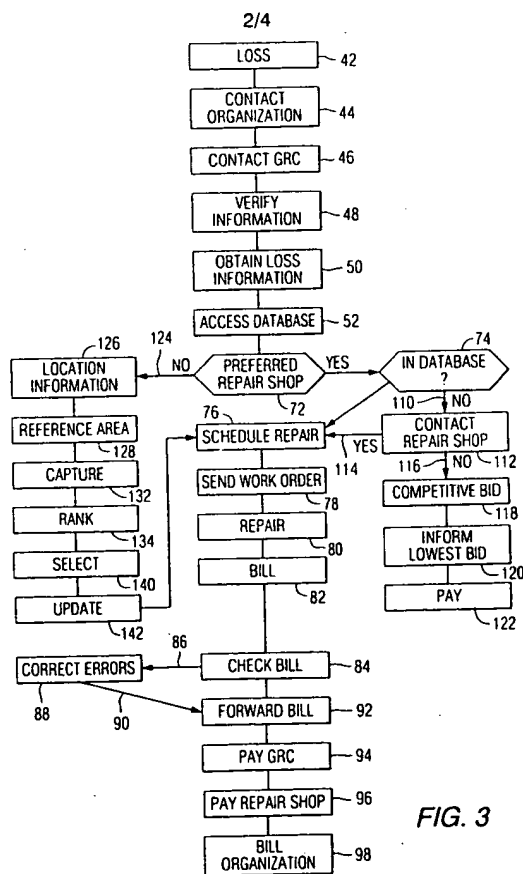 2/4
LOSS
42
CONTACT
ORGANIZATION
44
CONTACT GRC
46
VERIFY
INFORMATION
48
OBTAIN LOSS
INFORMATION
50
ACCESS DATABASE
52
126
124
74
LOCATION
INFORMATION
NO
PREFERRED
REPAIR SHOP
YES
IN DATABASE
?
72
76
110
NO
REFERENCE AREA
128
SCHEDULE REPAIR
YES
114
CONTACT
REPAIR SHOP
112
116
NO
CAPTURE
132
SEND WORK ORDER
78
COMPETITIVE BID
118
RANK
134
REPAIR
80
INFORM
LOWEST BID
120
SELECT
140
BILL
82
PAY
122
UPDATE
142
86
CORRECT ERRORS
88
CHECK BILL
84
90
FORWARD BILL
92
PAY GRC
94
PAY REPAIR SHOP
96
BILL
ORGANIZATION
98
FIG. 3